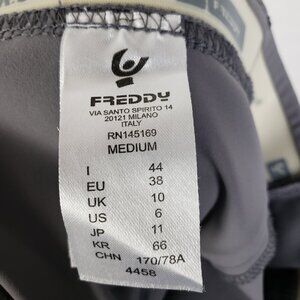 FREDDY
VIA SANTO SPIRITO 14
20121 MILANO
ITALY
RN145169
MEDIUM
I 44
EU 38
UK 10
US 6
JP 11
KR 66
CHN 170/78A
4458